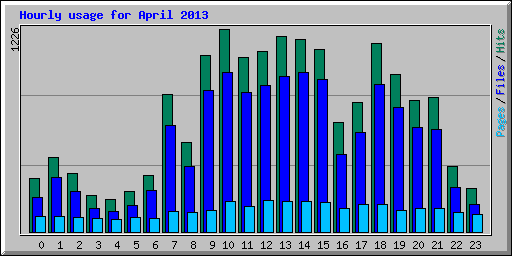 Hourly usage for April 2013
1226
Pages / Files / Hits
0 1 2 3 4 5 6 7 8 9 10 11 12 13 14 15 16 17 18 19 20 21 22 23